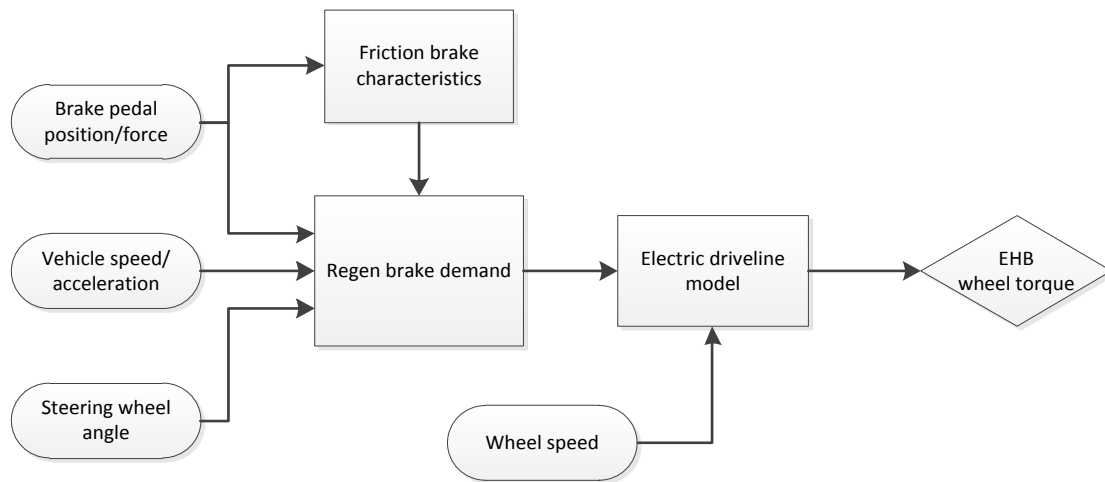 Friction brake
characteristics
Brake pedal
position/force
Vehicle speed/
acceleration
Regen brake demand
Electric driveline
model
EHB
wheel torque
Steering wheel
angle
Wheel speed